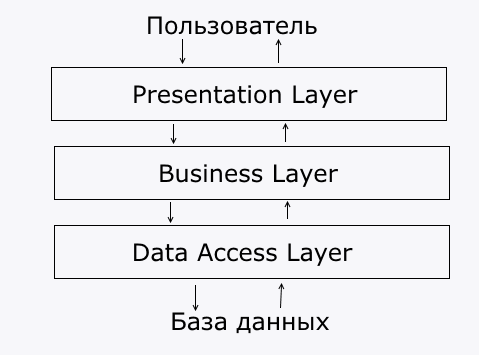 Пользователь
Presentation Layer
Business Layer
Data Access Layer
База данных